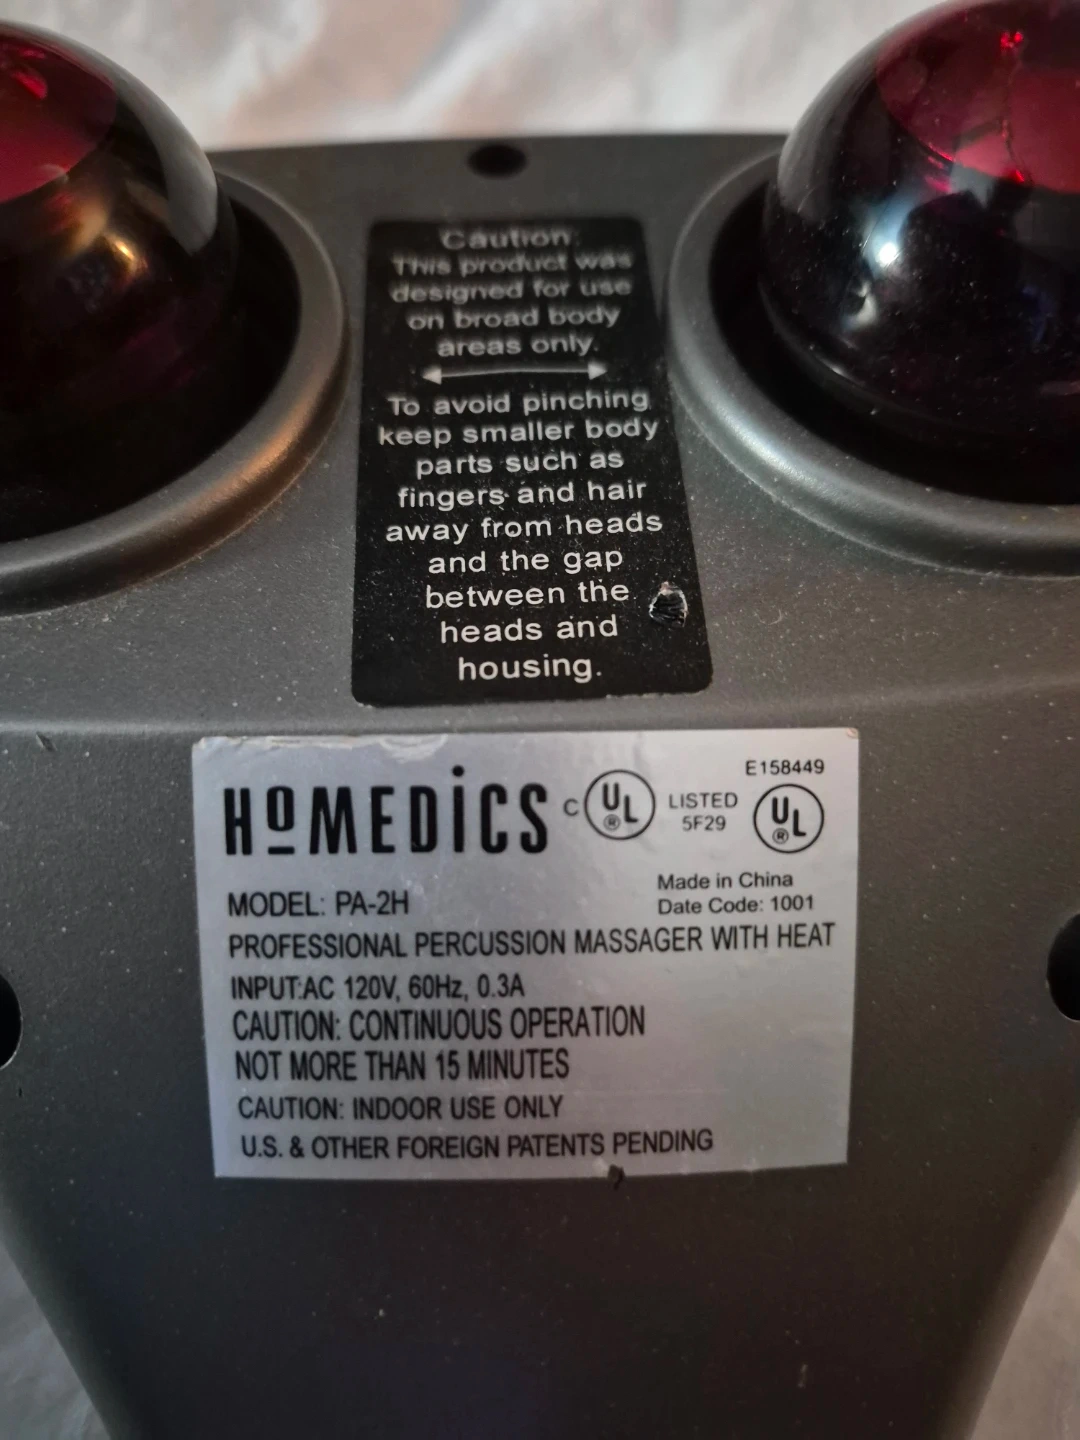 Caution:
This product was
designed for use
on broad body
areas only.
To avoid pinching
keep smaller body
parts such as
fingers and hair
away from heads
and the gap
between the
heads and
housing.
HoMEDiCS
C UL ® LISTED 5F29 E158449 UL ®
MODEL: PA-2H
Made in China
Date Code: 1001
PROFESSIONAL PERCUSSION MASSAGER WITH HEAT
INPUT:AC 120V, 60Hz, 0.3A
CAUTION: CONTINUOUS OPERATION
NOT MORE THAN 15 MINUTES
CAUTION: INDOOR USE ONLY
U.S. & OTHER FOREIGN PATENTS PENDING